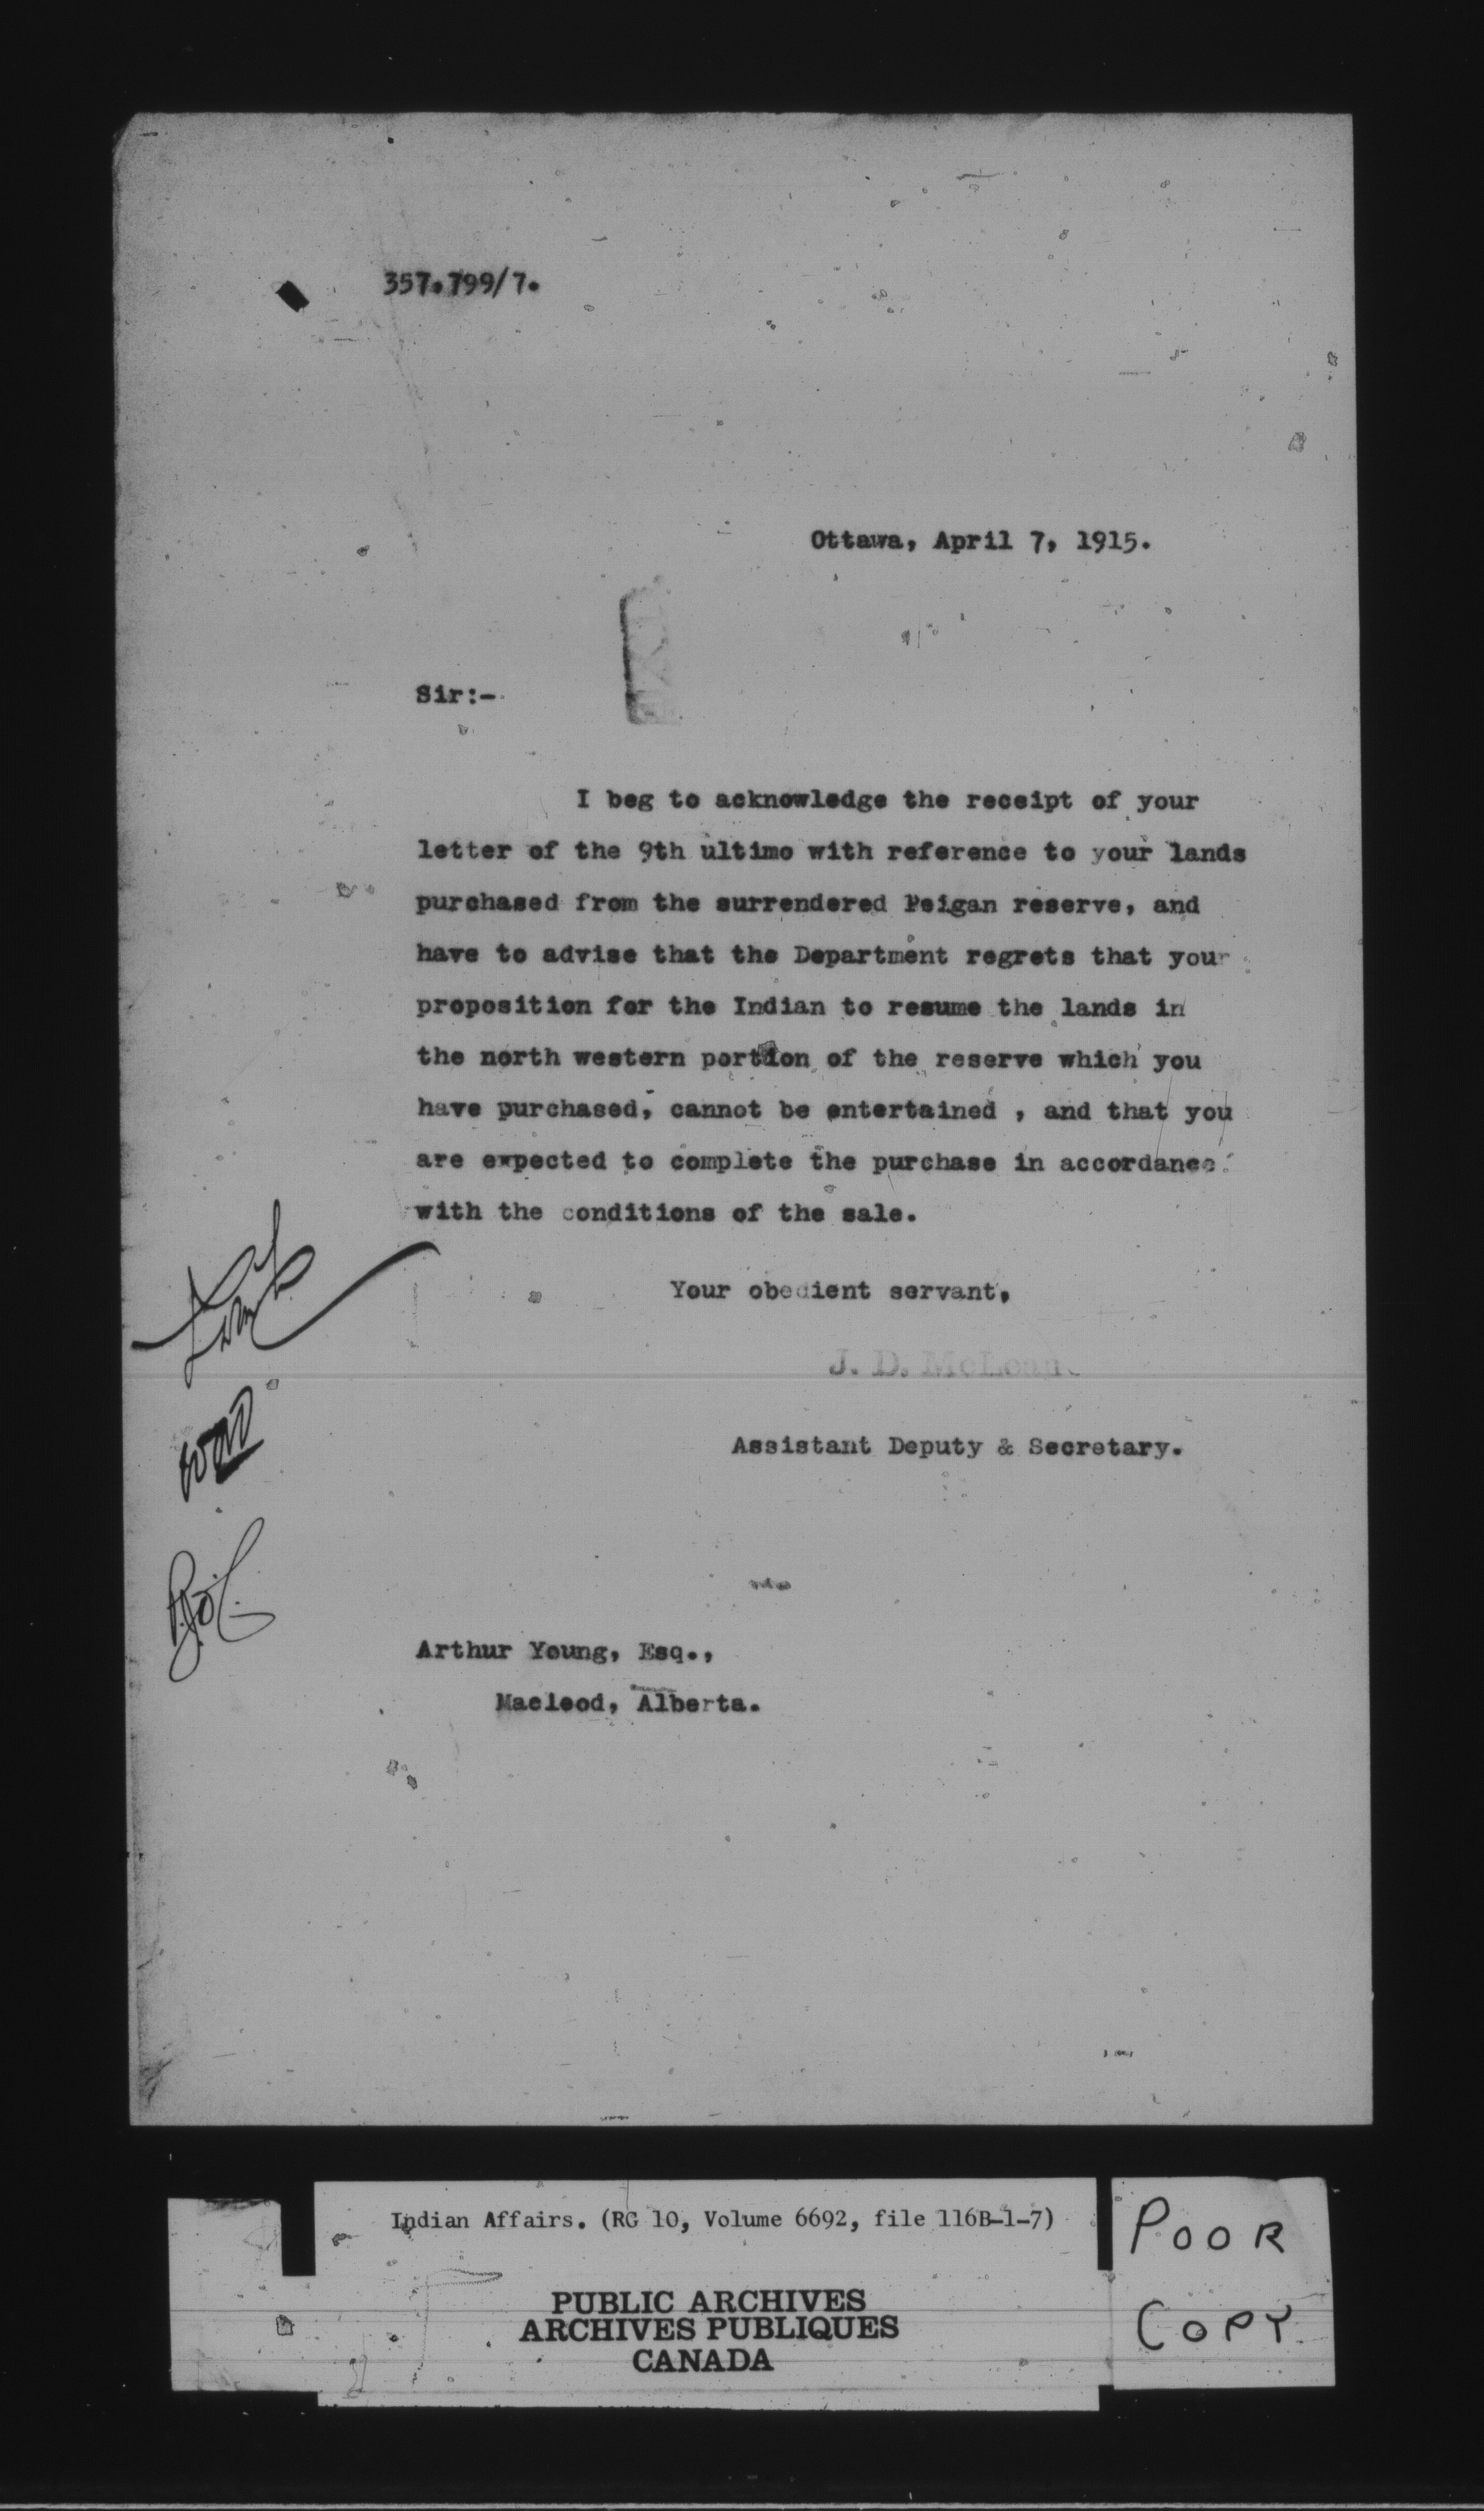 357.799/7.
Ottawa, April 7, 1915.
Sir:-
I beg to acknowledge the receipt of your
letter of the 9th ultimo with reference to your lands
purchased from the surrendered Peigan reserve, and
have to advise that the Department regrets that your
proposition for the Indian to resume the lands in
the north western portion of the reserve which you
have purchased, cannot be entertained , and that you
are expected to complete the purchase in accordance
with the conditions of the sale.
Your obedient servant,
J. D. McLean.
Assistant Deputy & Secretary.
Arthur Young, Esq.,
Macleod, Alberta.
Indian Affairs. (RG 10, Volume 6692, file 116B-1-7)
PUBLIC ARCHIVES
ARCHIVES PUBLIQUES
CANADA
POOR
COPY